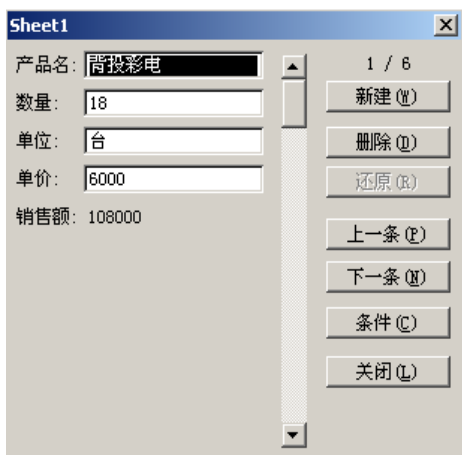 Sheet1
产品名: 背投彩电
数量: 18
单位: 台
单价: 6000
销售额: 108000
1 / 6
新建(W)
删除(D)
还原(R)
上一条(P)
下一条(N)
条件(C)
关闭(L)